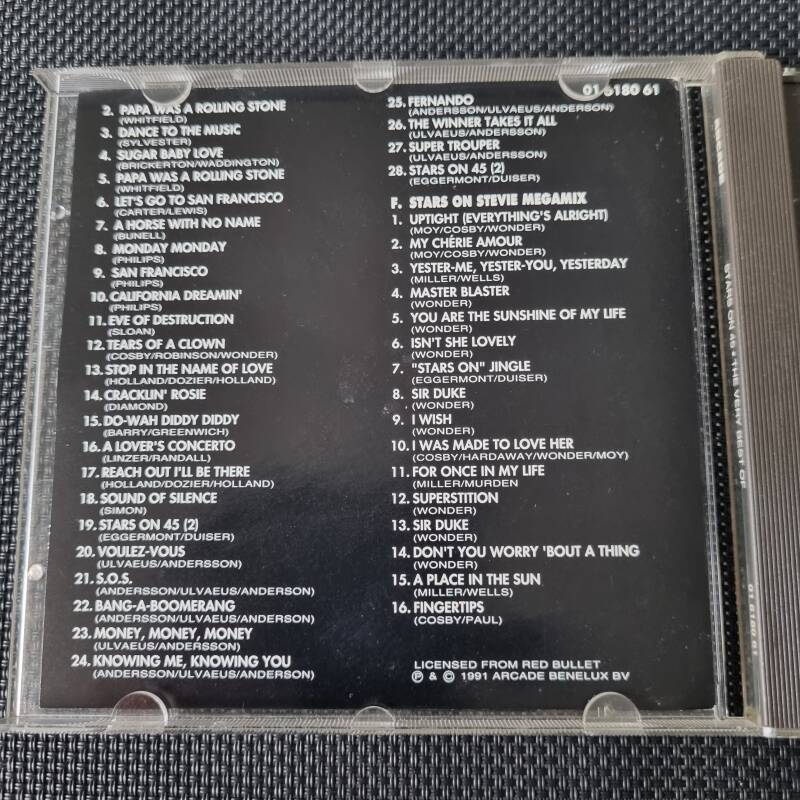 2. PAPA WAS A ROLLING STONE
(WHITFIELD)
3. DANCE TO THE MUSIC
(SYLVESTER)
4. SUGAR BABY LOVE
(BRICKERTON/WADDINGTON)
5. PAPA WAS A ROLLING STONE
(WHITFIELD)
6. LET'S GO TO SAN FRANCISCO
(CARTER/LEWIS)
7. A HORSE WITH NO NAME
(BUNELL)
8. MONDAY MONDAY
(PHILIPS)
9. SAN FRANCISCO
(PHILIPS)
10. CALIFORNIA DREAMIN'
(PHILIPS)
11. EVE OF DESTRUCTION
(SLOAN)
12. TEARS OF A CLOWN
(COSBY/ROBINSON/WONDER)
13. STOP IN THE NAME OF LOVE
(HOLLAND/DOZIER/HOLLAND)
14. CRACKLIN' ROSIE
(DIAMOND)
15. DO-WAH DIDDY DIDDY
(BARRY/GREENWICH)
16. A LOVER'S CONCERTO
(LINZER/RANDALL)
17. REACH OUT I'LL BE THERE
(HOLLAND/DOZIER/HOLLAND)
18. SOUND OF SILENCE
(SIMON)
19. STARS ON 45 (2)
(EGGERMONT/DUISER)
20. VOULEZ-VOUS
(ULVAEUS/ANDERSSON)
21. S.O.S.
(ANDERSSON/ULVAEUS/ANDERSON)
22. BANG-A-BOOMERANG
(ANDERSSON/ULVAEUS/ANDERSON)
23. MONEY, MONEY, MONEY
(ULVAEUS/ANDERSSON)
24. KNOWING ME, KNOWING YOU
(ANDERSSON/ULVAEUS/ANDERSON)
01 6180 61
25. FERNANDO
(ANDERSSON/ULVAEUS/ANDERSON)
26. THE WINNER TAKES IT ALL
(ULVAEUS/ANDERSSON)
27. SUPER TROUPER
(ULVAEUS/ANDERSSON)
28. STARS ON 45 (2)
(EGGERMONT/DUISER)
F. STARS ON STEVIE MEGAMIX
1. UPTIGHT (EVERYTHING'S ALRIGHT)
(MOY/COSBY/WONDER)
2. MY CHÉRIE AMOUR
(MOY/COSBY/WONDER)
3. YESTER-ME, YESTER-YOU, YESTERDAY
(MILLER/WELLS)
4. MASTER BLASTER
(WONDER)
5. YOU ARE THE SUNSHINE OF MY LIFE
(WONDER)
6. ISN'T SHE LOVELY
(WONDER)
7. "STARS ON" JINGLE
(EGGERMONT/DUISER)
8. SIR DUKE
(WONDER)
9. I WISH
(WONDER)
10. I WAS MADE TO LOVE HER
(COSBY/HARDAWAY/WONDER/MOY)
11. FOR ONCE IN MY LIFE
(MILLER/MURDEN
12. SUPERSTITION
(WONDER)
13. SIR DUKE
(WONDER)
14. DON'T YOU WORRY 'BOUT A THING
(WONDER)
15. A PLACE IN THE SUN
(MILLER/WELLS)
16. FINGERTIPS
(COSBY/PAUL)
LICENSED FROM RED BULLET
℗ & © 1991 ARCADE BENELUX BV
STARS ON 45 • THE VERY BEST OF
01 6180 61